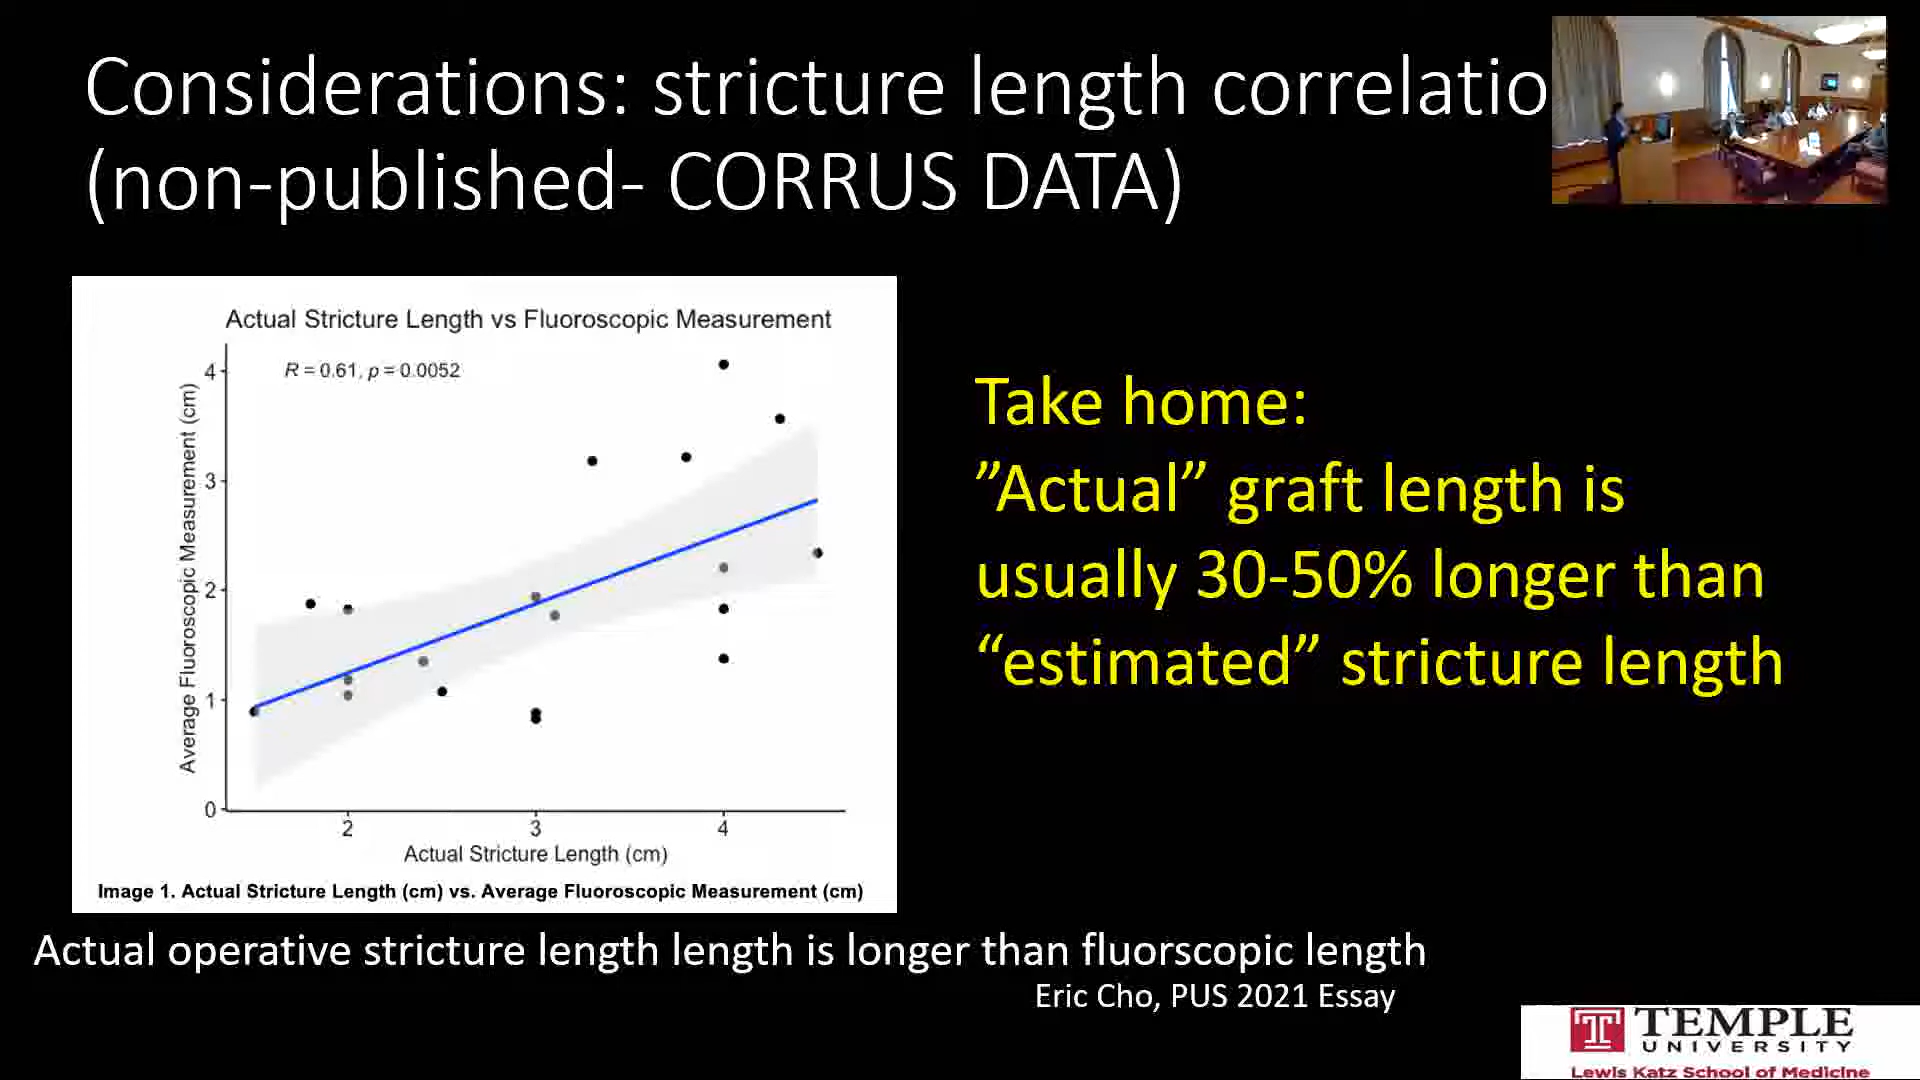 Considerations: stricture length correlatio
(non-published- CORRUS DATA)
Actual Stricture Length vs Fluoroscopic Measurement
R = 0.61, p = 0.0052
Average Fluoroscopic Measurement (cm)
4
3
2
1
0
2 3 4
Actual Stricture Length (cm)
Image 1. Actual Stricture Length (cm) vs. Average Fluoroscopic Measurement (cm)
Take home:
”Actual” graft length is
usually 30-50% longer than
“estimated” stricture length
Actual operative stricture length length is longer than fluorscopic length
Eric Cho, PUS 2021 Essay
TEMPLE
UNIVERSITY
Lewis Katz School of Medicine